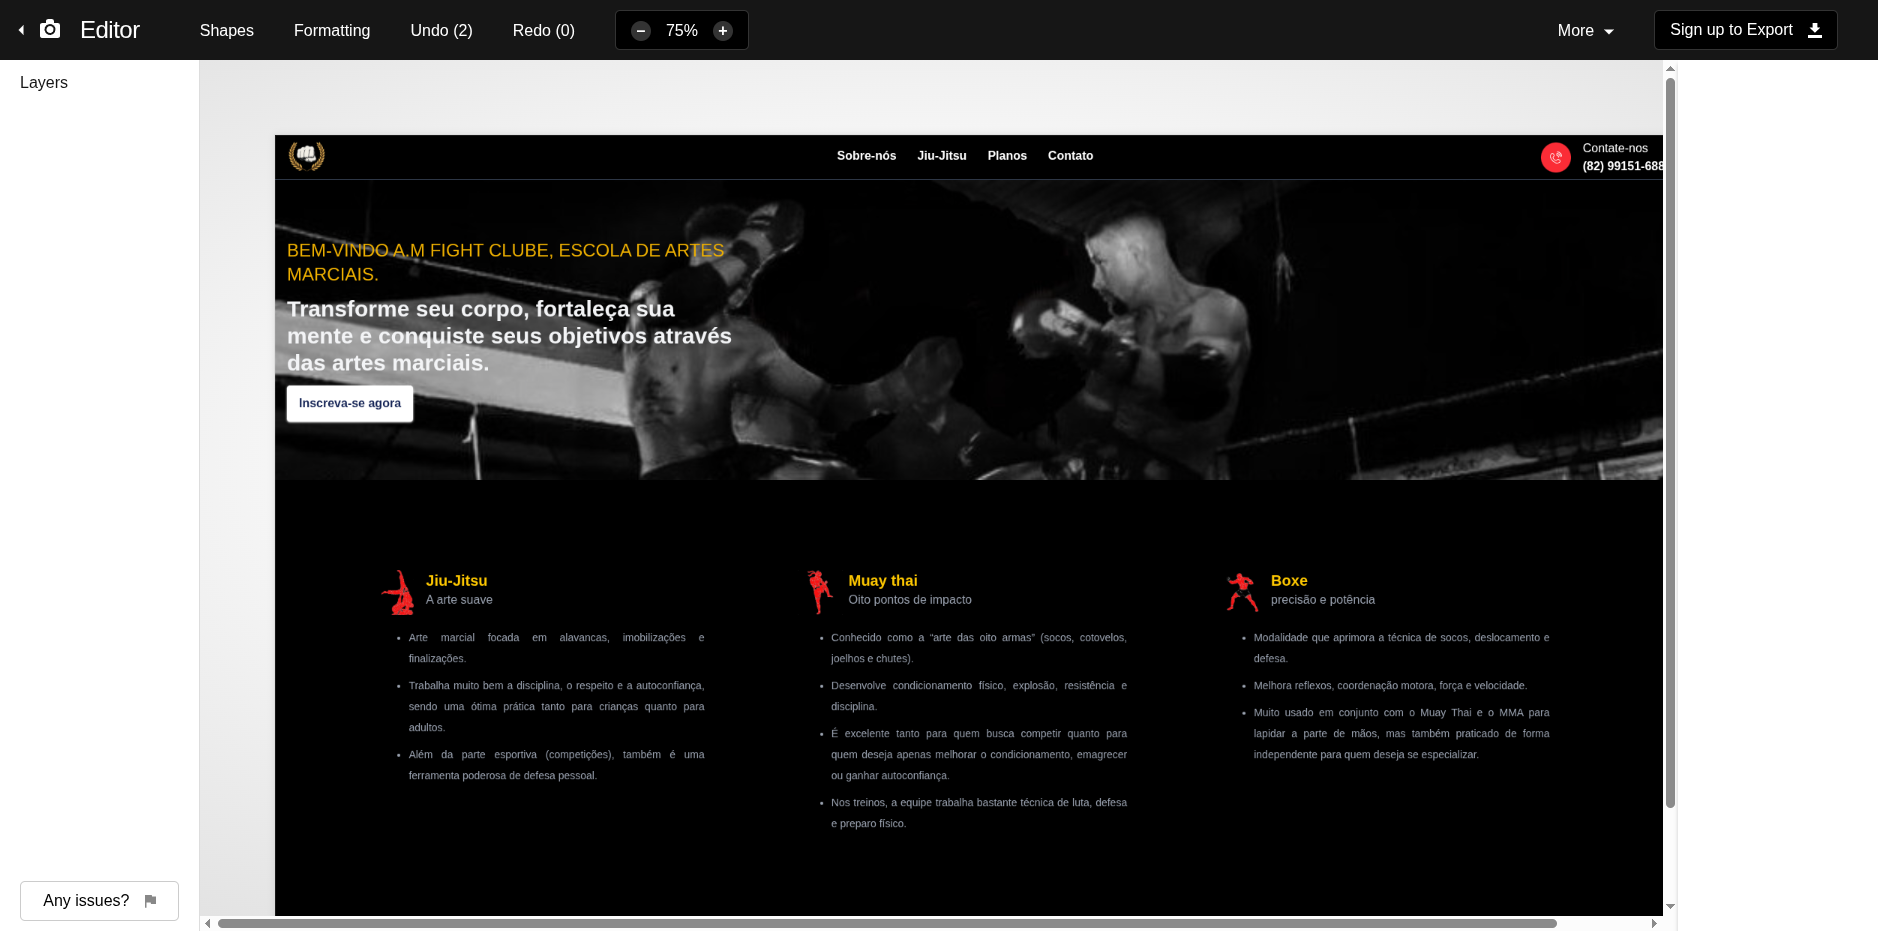 Editor
Shapes
Formatting
Undo (2)
Redo (0)
75%
More
Sign up to Export
Layers
Sobre-nós
Jiu-Jitsu
Planos
Contato
Contate-nos
(82) 99151-688
BEM-VINDO A.M FIGHT CLUBE, ESCOLA DE ARTES
MARCIAIS.
Transforme seu corpo, fortaleça sua
mente e conquiste seus objetivos através
das artes marciais.
Inscreva-se agora
Jiu-Jitsu
A arte suave
• Arte marcial focada em alavancas, imobilizações e
finalizações.
• Trabalha muito bem a disciplina, o respeito e a autoconfiança,
sendo uma ótima prática tanto para crianças quanto para
adultos.
• Além da parte esportiva (competições), também é uma
ferramenta poderosa de defesa pessoal.
Muay thai
Oito pontos de impacto
• Conhecido como a “arte das oito armas” (socos, cotovelos,
joelhos e chutes).
• Desenvolve condicionamento físico, explosão, resistência e
disciplina.
• É excelente tanto para quem busca competir quanto para
quem deseja apenas melhorar o condicionamento, emagrecer
ou ganhar autoconfiança.
• Nos treinos, a equipe trabalha bastante técnica de luta, defesa
e preparo físico.
Boxe
precisão e potência
• Modalidade que aprimora a técnica de socos, deslocamento e
defesa.
• Melhora reflexos, coordenação motora, força e velocidade.
• Muito usado em conjunto com o Muay Thai e o MMA para
lapidar a parte de mãos, mas também praticado de forma
independente para quem deseja se especializar.
Any issues?